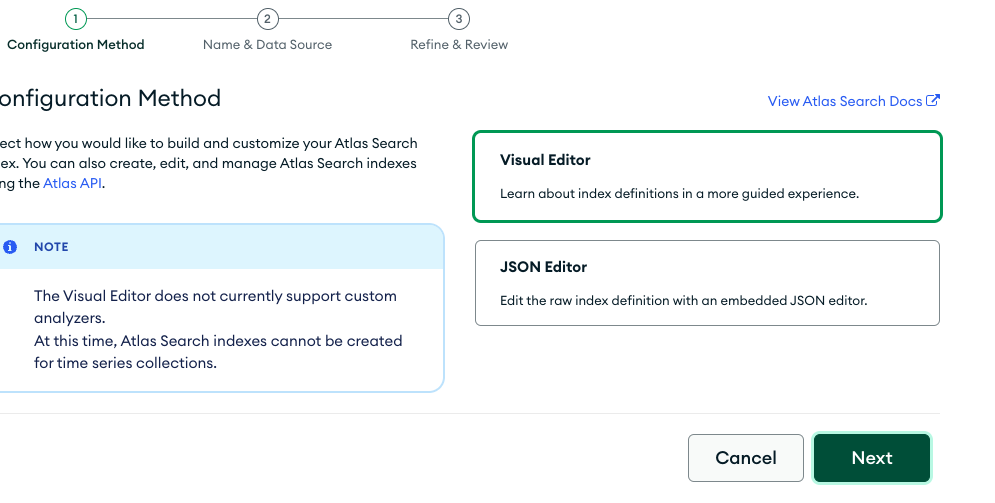 1 2 3
Configuration Method Name & Data Source Refine & Review
onfiguration Method
View Atlas Search Docs
ect how you would like to build and customize your Atlas Search
ex. You can also create, edit, and manage Atlas Search indexes
ng the Atlas API.
Visual Editor
Learn about index definitions in a more guided experience.
NOTE
The Visual Editor does not currently support custom
analyzers.
At this time, Atlas Search indexes cannot be created
for time series collections.
JSON Editor
Edit the raw index definition with an embedded JSON editor.
Cancel
Next